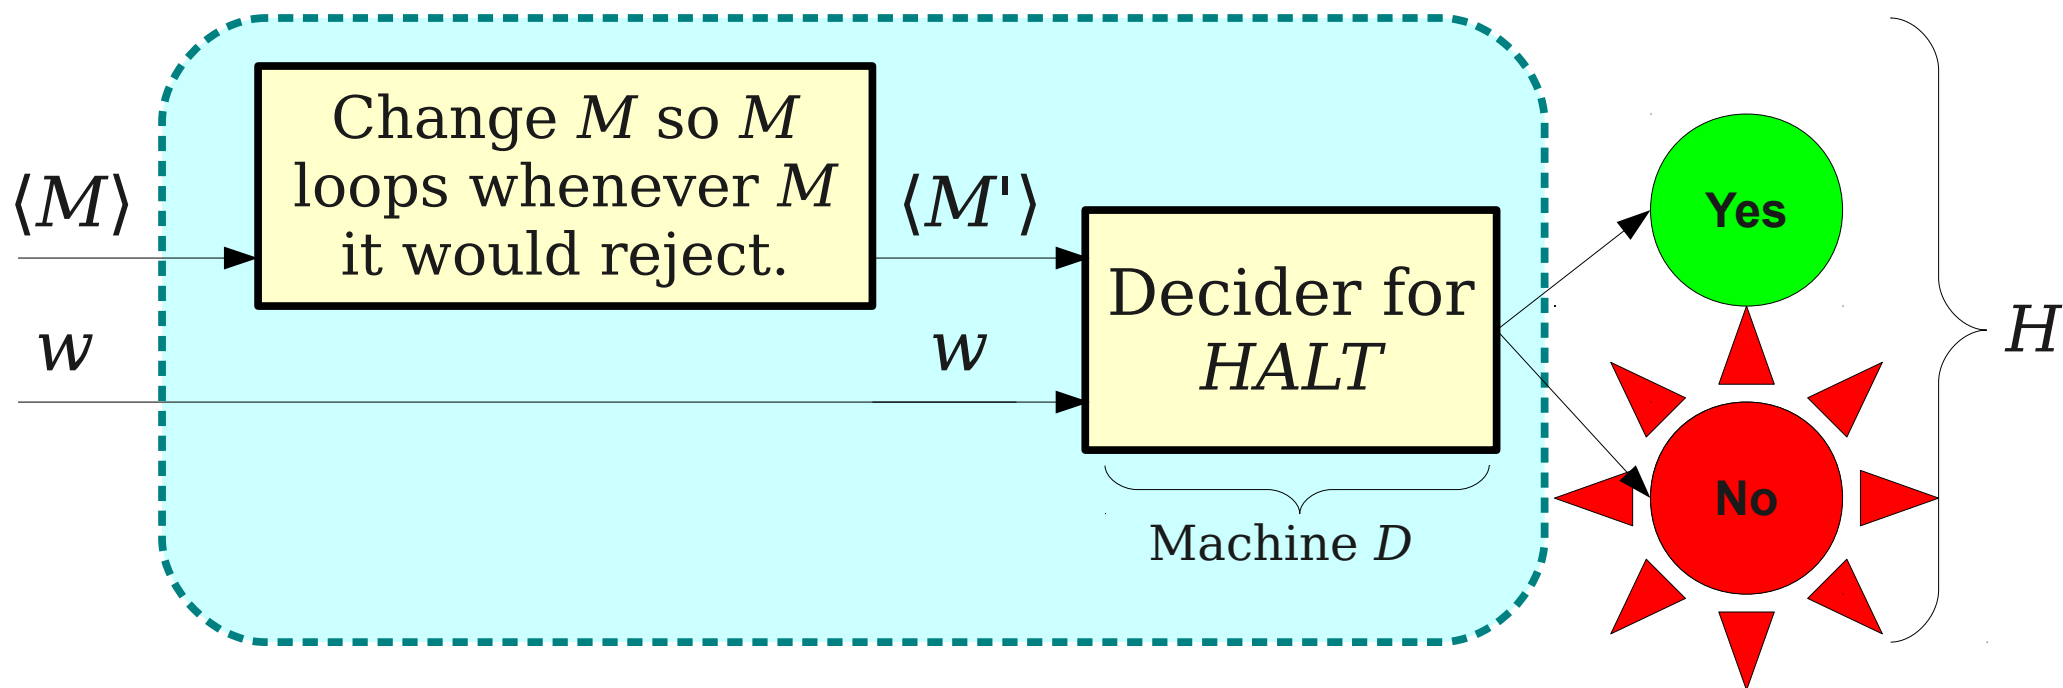 Change M so M
loops whenever M
it would reject.
⟨M⟩
⟨M'⟩
Yes
Decider for
HALT
w
w
H
No
Machine D